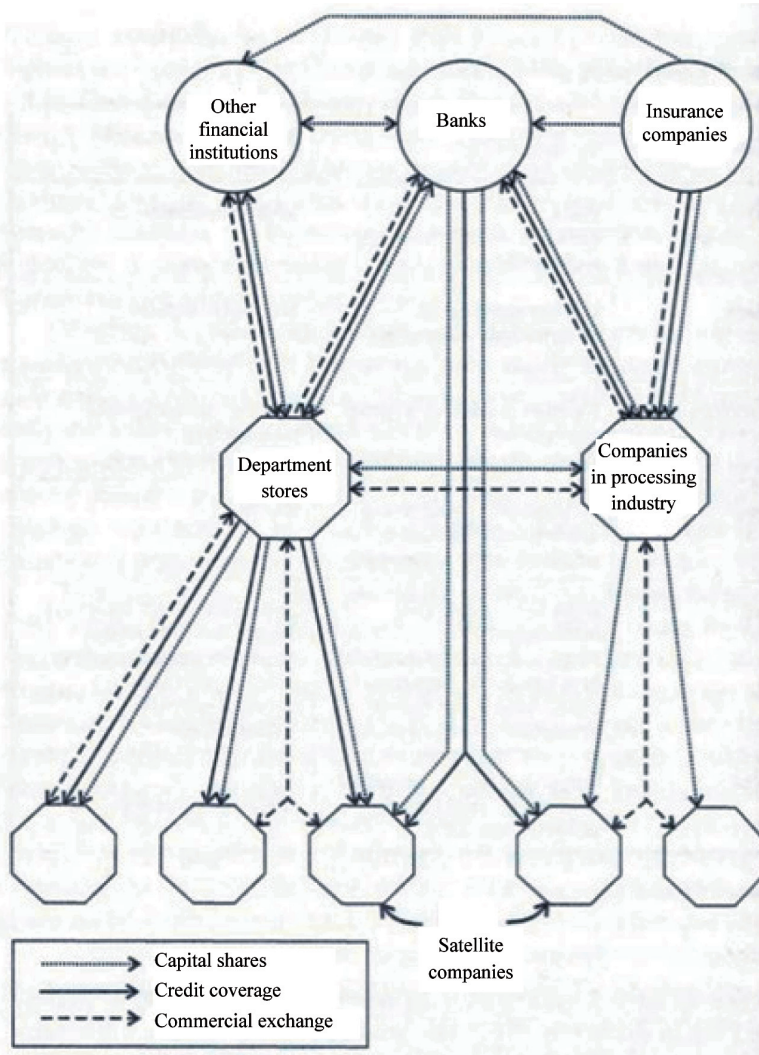 Other
financial
institutions
Banks
Insurance
companies
Department
stores
Companies
in processing
industry
Satellite
companies
Capital shares
Credit coverage
Commercial exchange